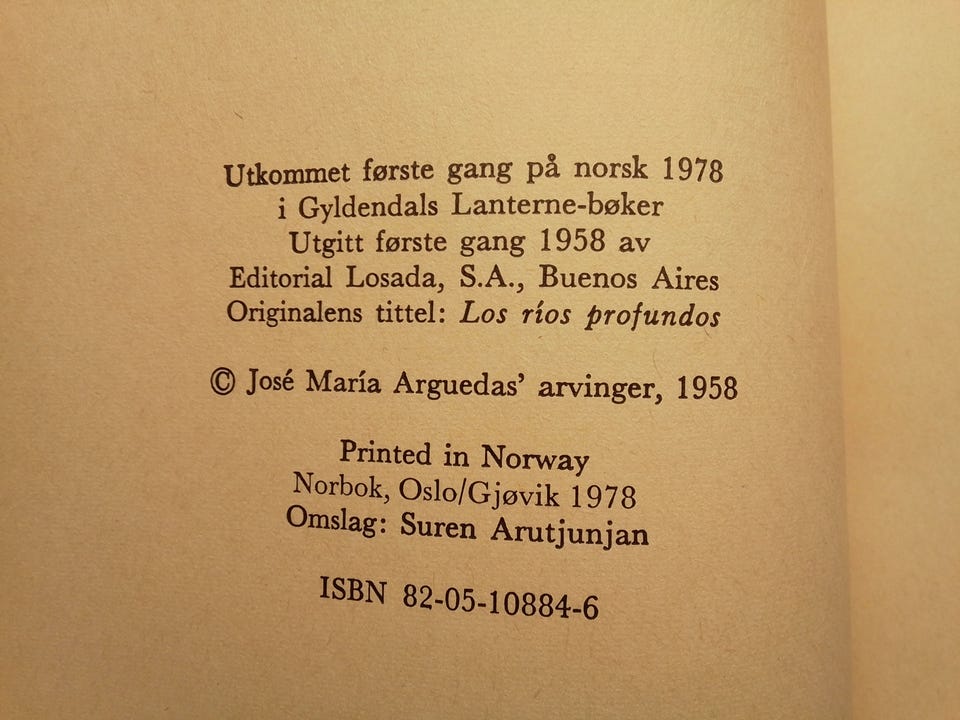 Utkommet første gang på norsk 1978
i Gyldendals Lanterne-bøker
Utgitt første gang 1958 av
Editorial Losada, S.A., Buenos Aires
Originalens tittel: Los ríos profundos
© José María Arguedas’ arvinger, 1958
Printed in Norway
Norbok, Oslo/Gjøvik 1978
Omslag: Suren Arutjunjan
ISBN 82-05-10884-6